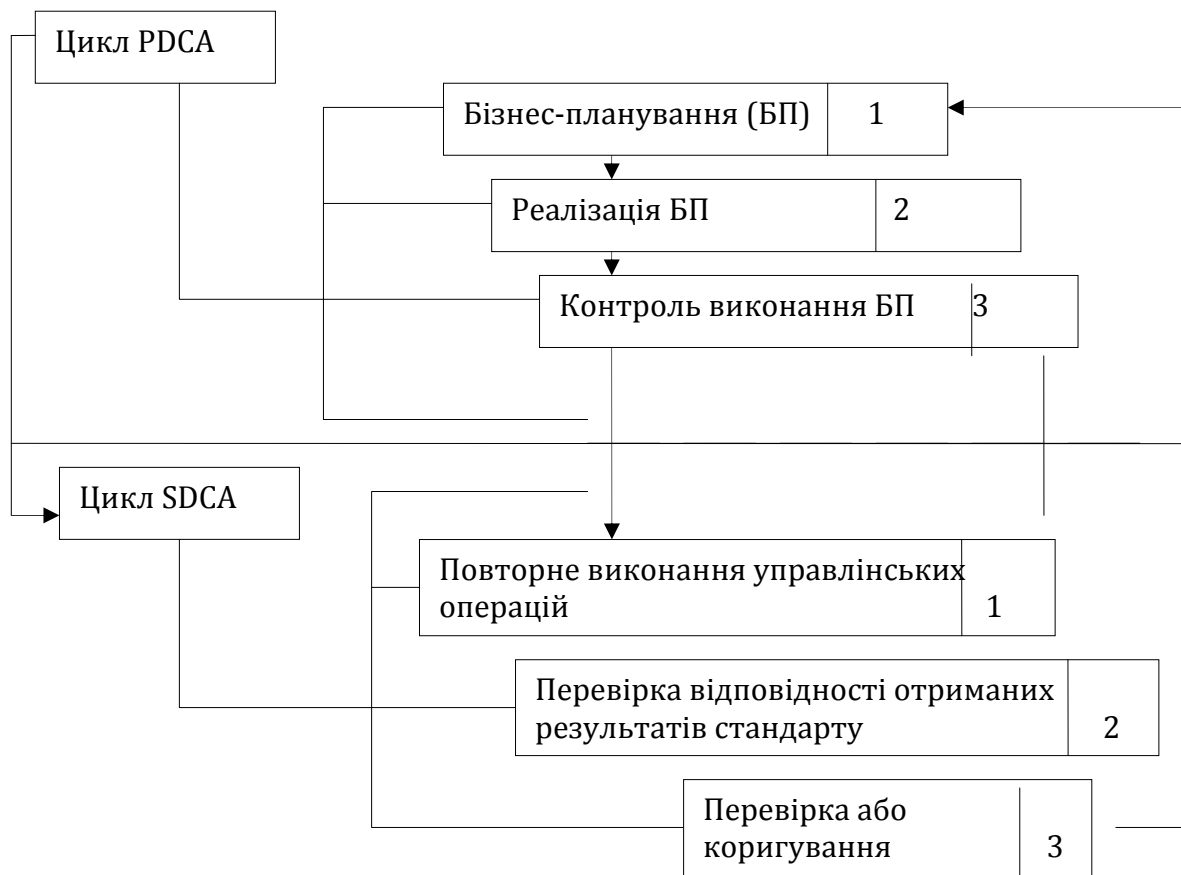 Цикл PDCA
Бізнес-планування (БП) 1
Реалізація БП 2
Контроль виконання БП 3
Цикл SDCA
Повторне виконання управлінських
операцій 1
Перевірка відповідності отриманих
результатів стандарту 2
Перевірка або
коригування 3